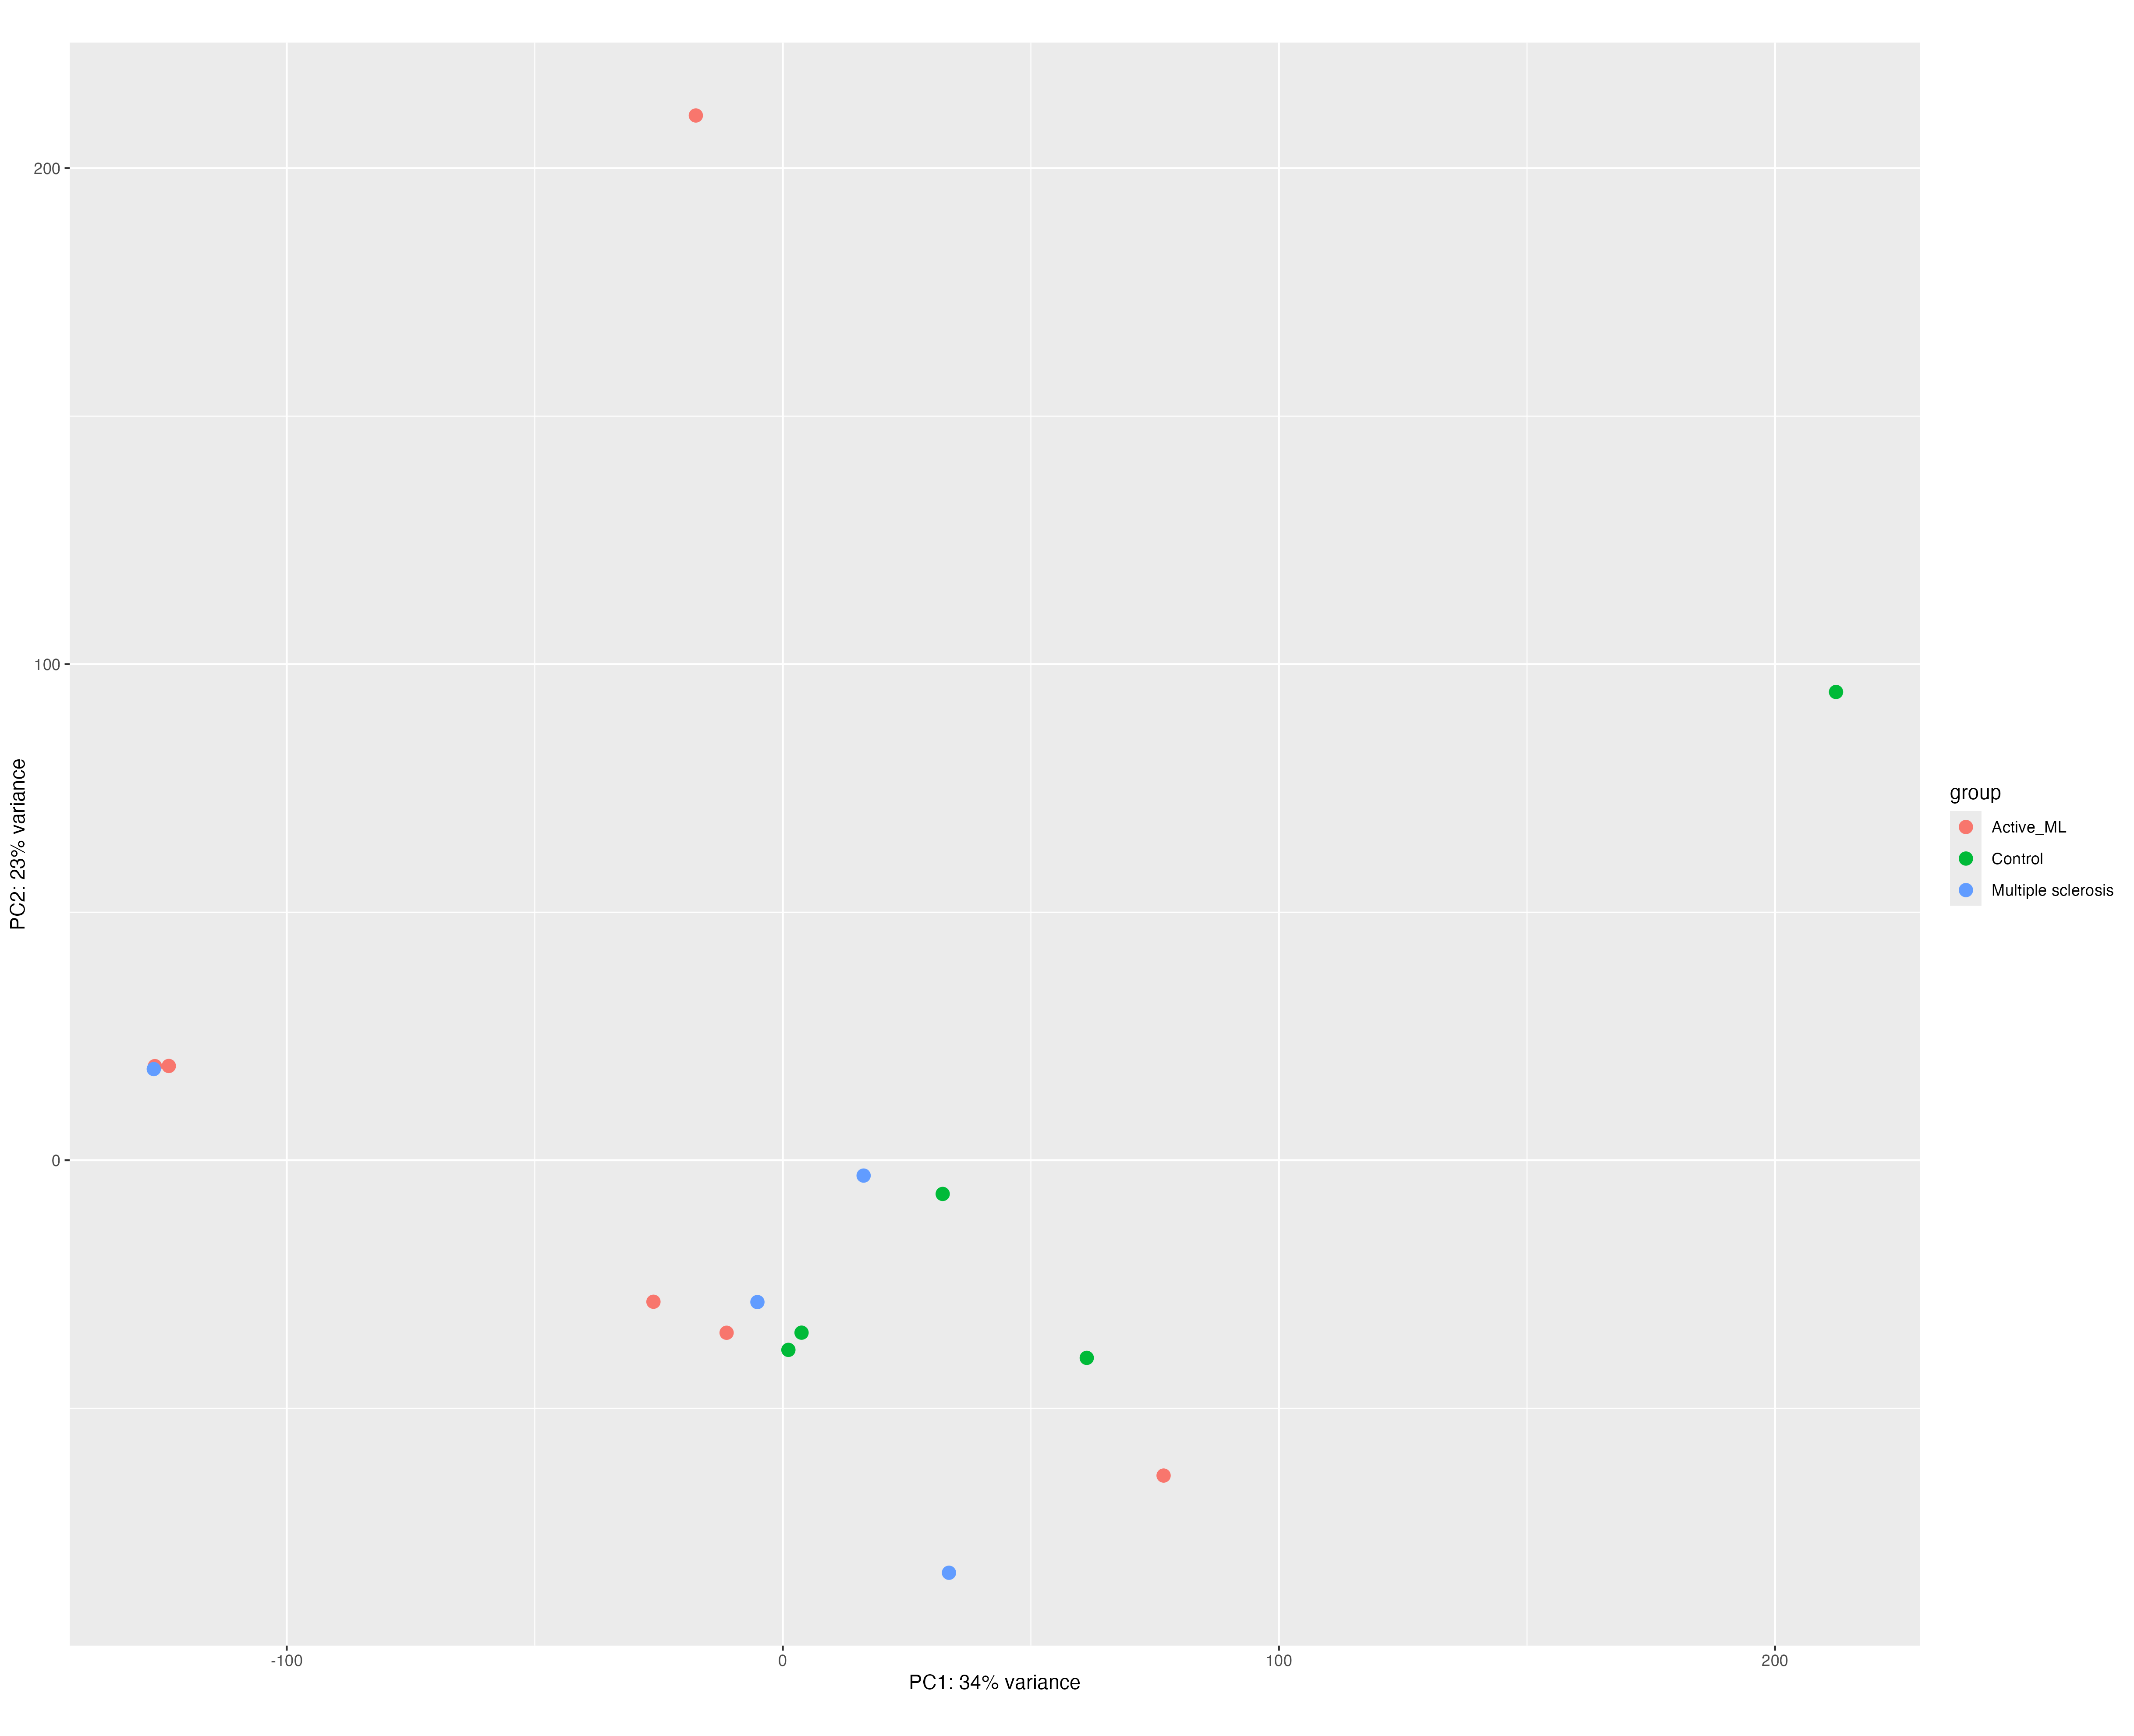 200
100
0
PC2: 23% variance
-100
0
100
200
PC1: 34% variance
group
Active_ML
Control
Multiple sclerosis